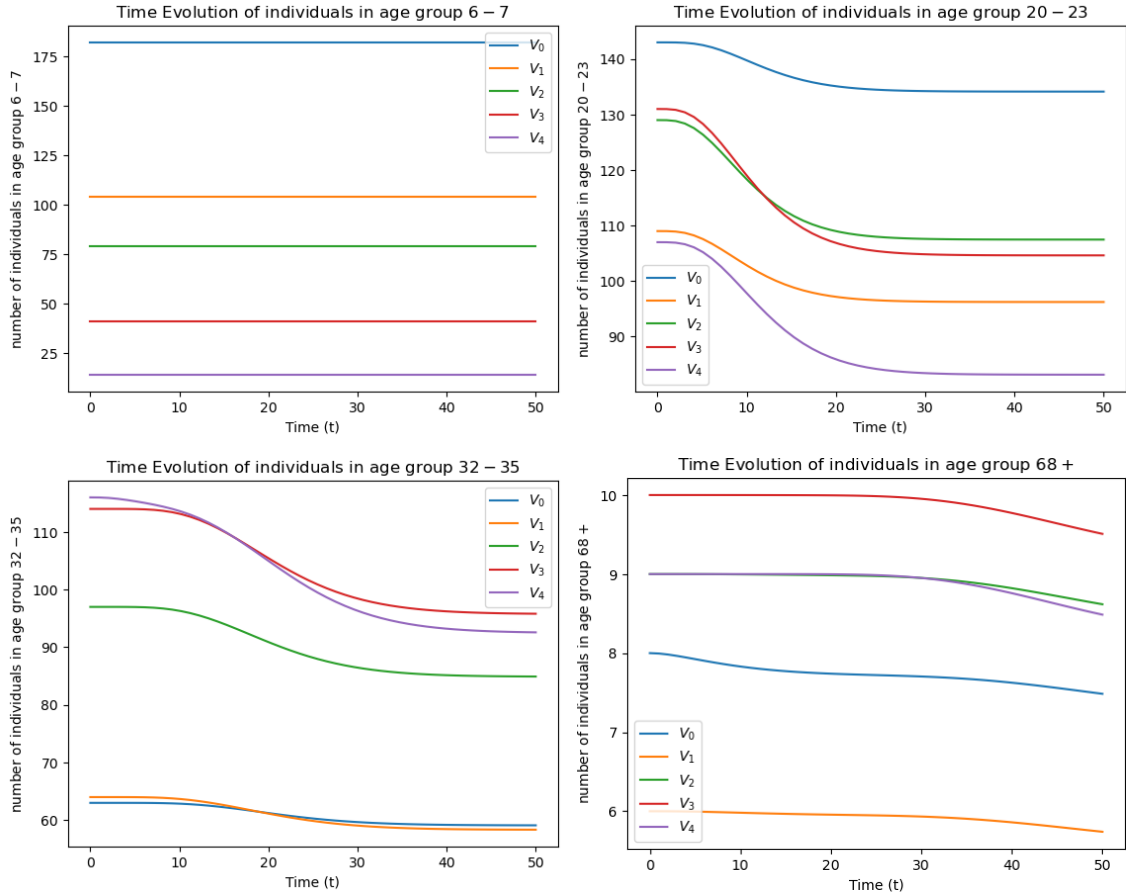 Time Evolution of individuals in age group 6 − 7
number of individuals in age group 6 − 7
175
150
125
100
75
50
25
V0
V1
V2
V3
V4
0 10 20 30 40 50
Time (t)
Time Evolution of individuals in age group 20 − 23
number of individuals in age group 20 − 23
140
130
120
110
100
90
V0
V1
V2
V3
V4
0 10 20 30 40 50
Time (t)
Time Evolution of individuals in age group 32 − 35
number of individuals in age group 32 − 35
110
100
90
80
70
60
V0
V1
V2
V3
V4
0 10 20 30 40 50
Time (t)
Time Evolution of individuals in age group 68 +
number of individuals in age group 68 +
10
9
8
7
6
V0
V1
V2
V3
V4
0 10 20 30 40 50
Time (t)